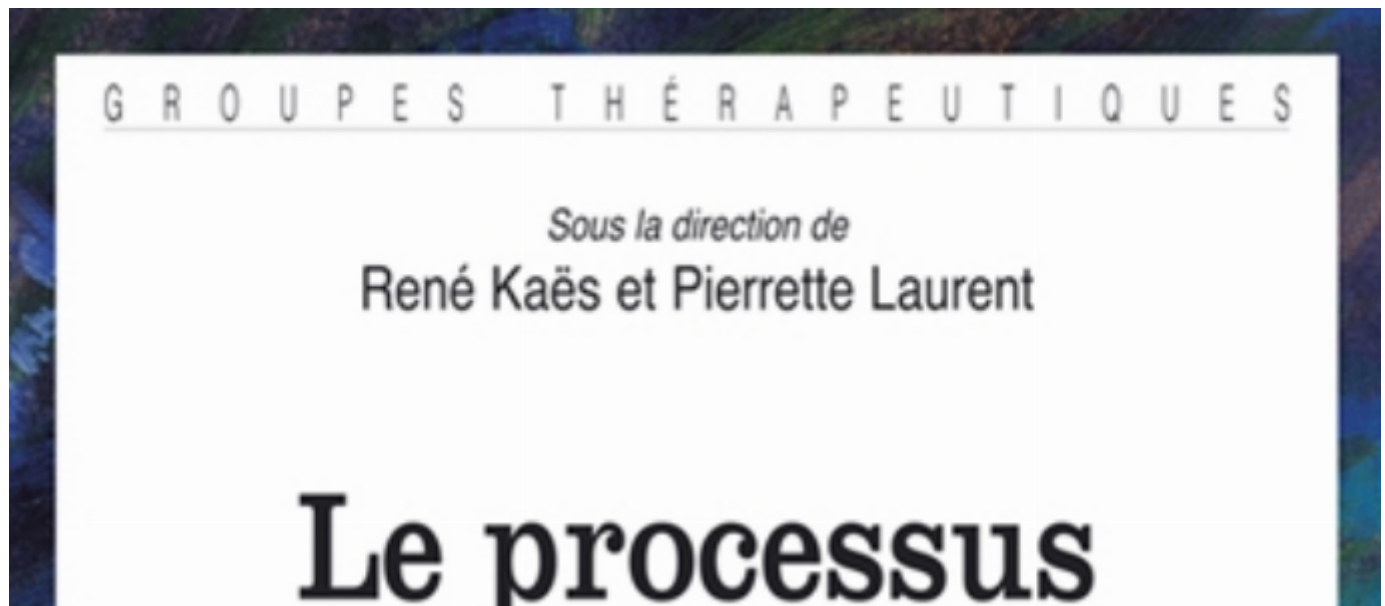 GROUPES THÉRAPEUTIQUES
Sous la direction de
René Kaës et Pierrette Laurent
Le processus